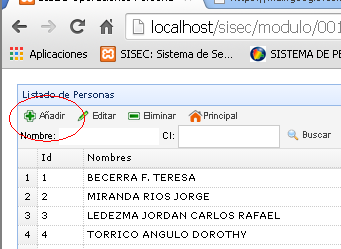 localhost/sisec/modulo/001
Aplicaciones SISEC: Sistema de Se... SISTEMA DE PE
Listado de Personas
Añadir Editar Eliminar Principal
Nombre: CI: Buscar
Id Nombres
1 1 BECERRA F. TERESA
2 2 MIRANDA RIOS JORGE
3 3 LEDEZMA JORDAN CARLOS RAFAEL
4 4 TORRICO ANGULO DOROTHY